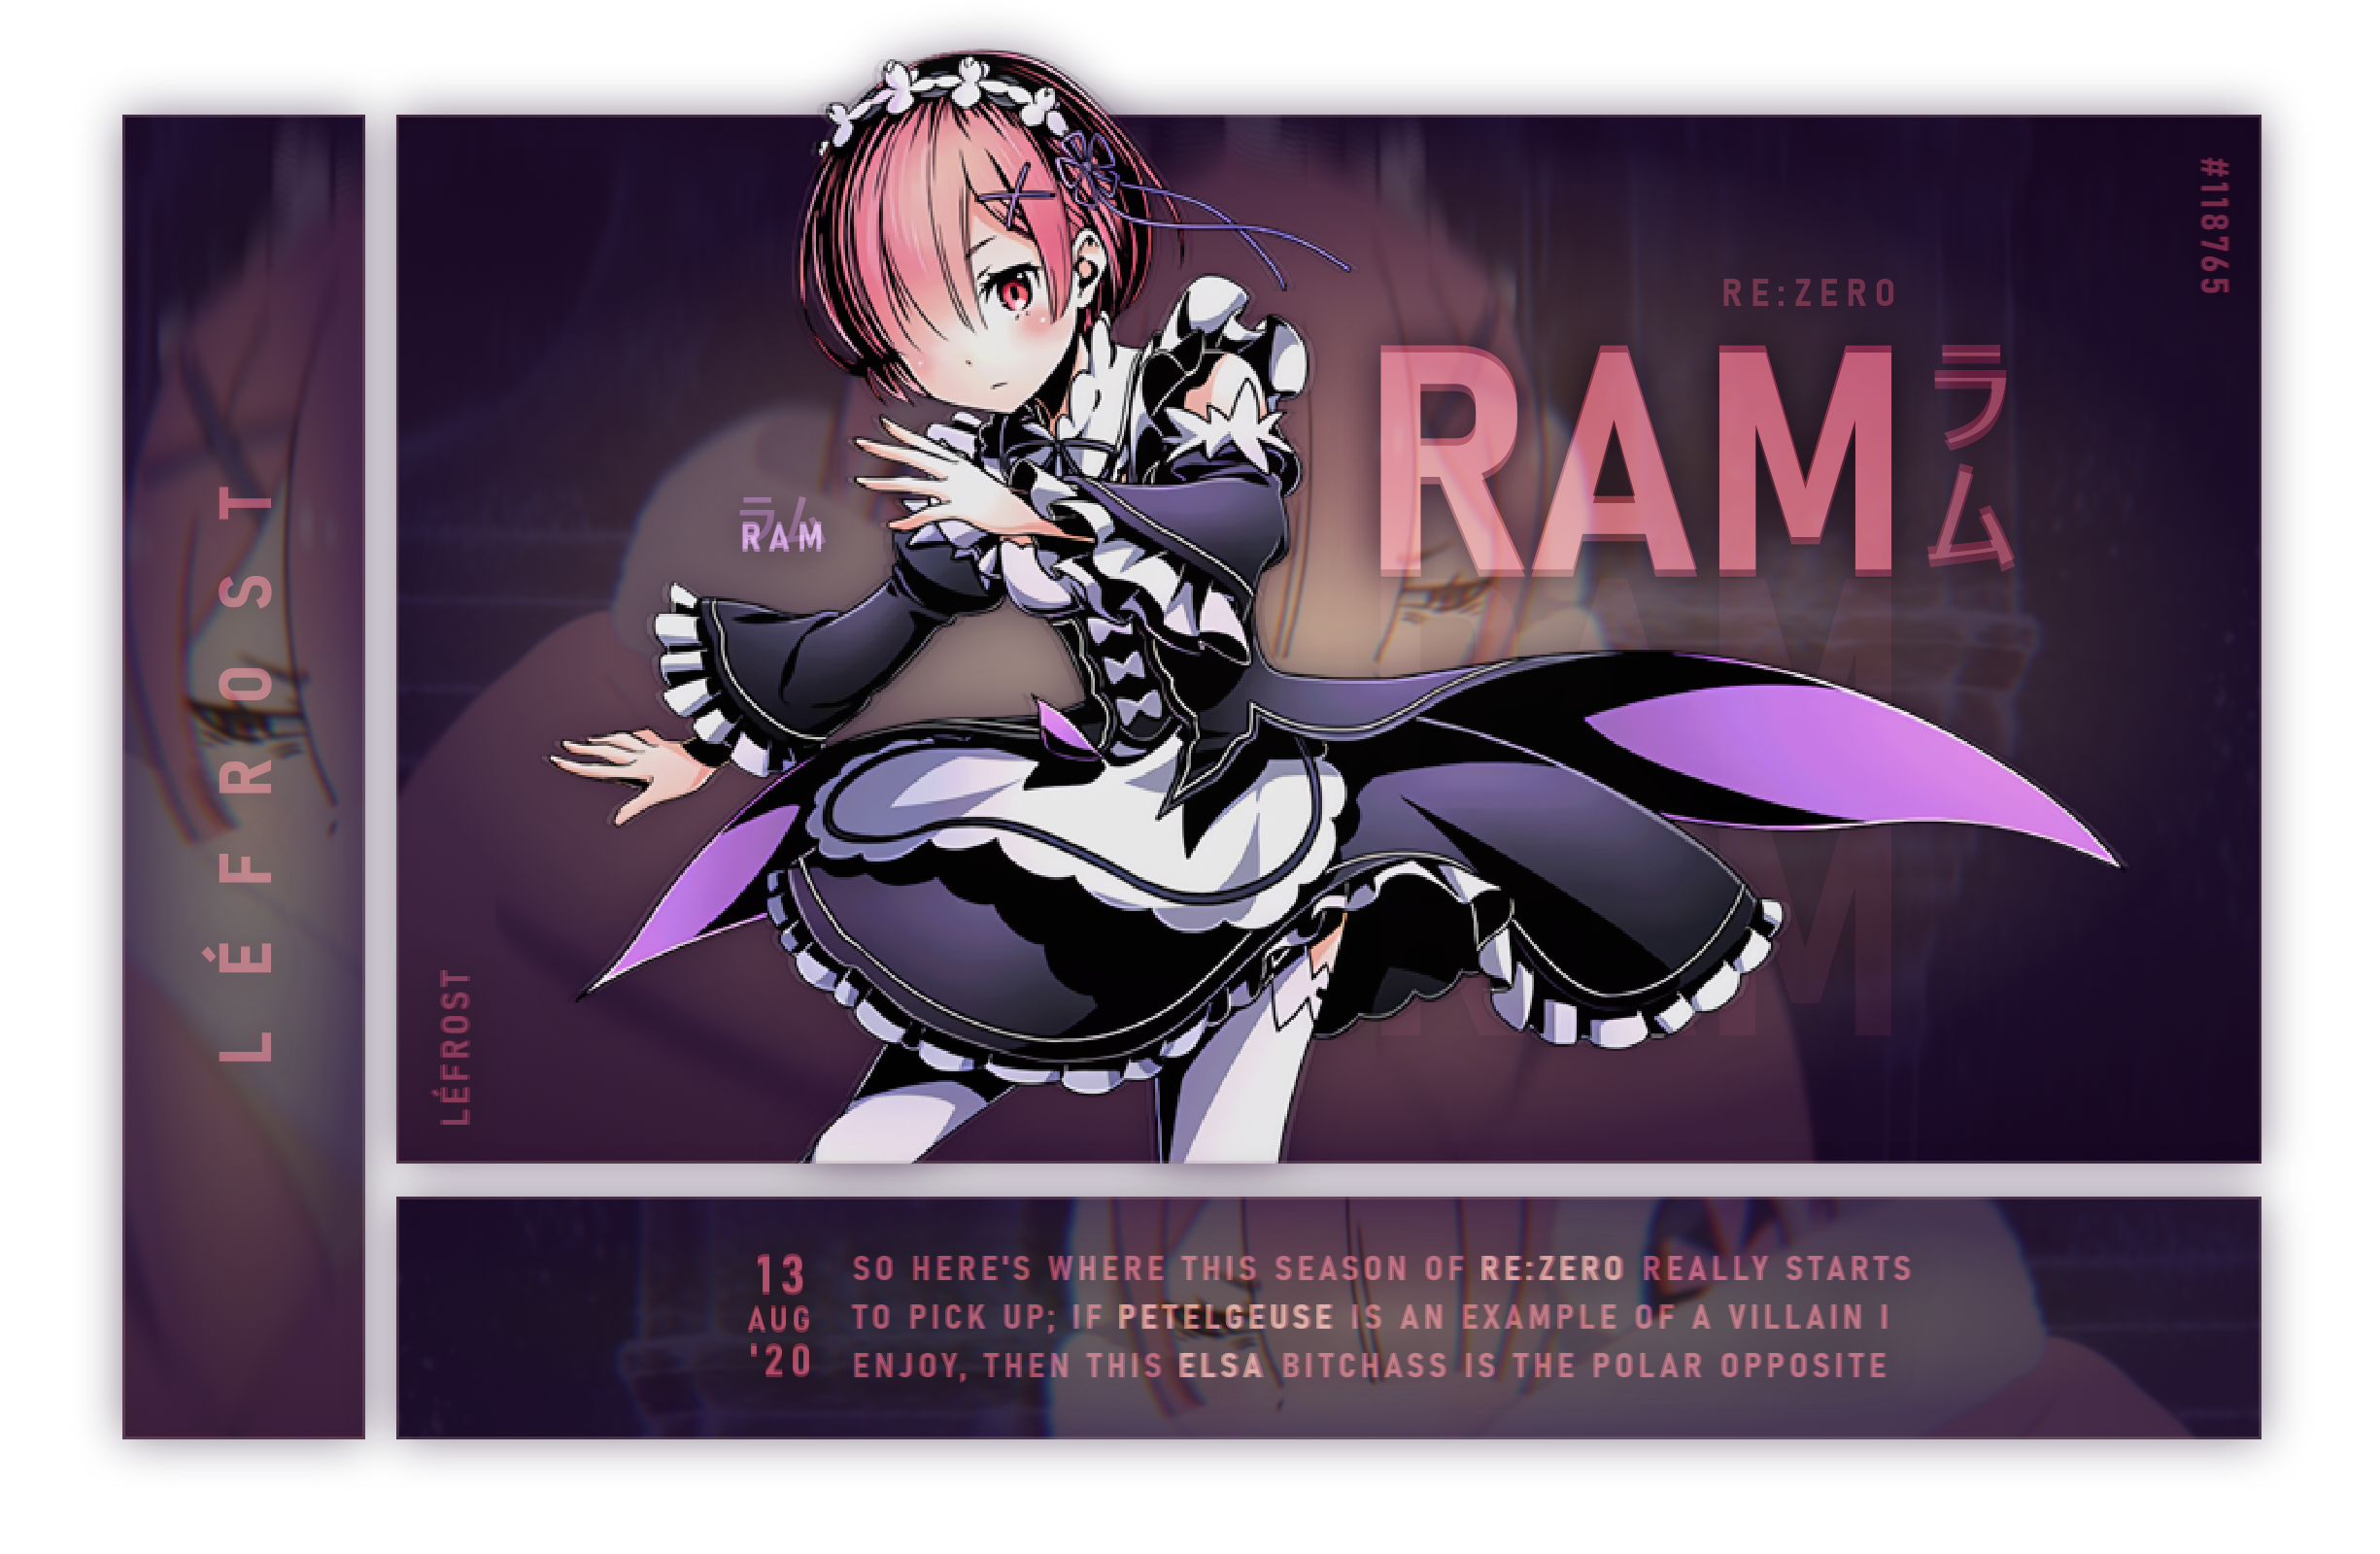 LÉFROST
#118765
RE:ZERO
RAM
ラム
ラム
RAM
LÉFROST
13
AUG
'20
SO HERE'S WHERE THIS SEASON OF RE:ZERO REALLY STARTS
TO PICK UP; IF PETELGEUSE IS AN EXAMPLE OF A VILLAIN I
ENJOY, THEN THIS ELSA BITCHASS IS THE POLAR OPPOSITE